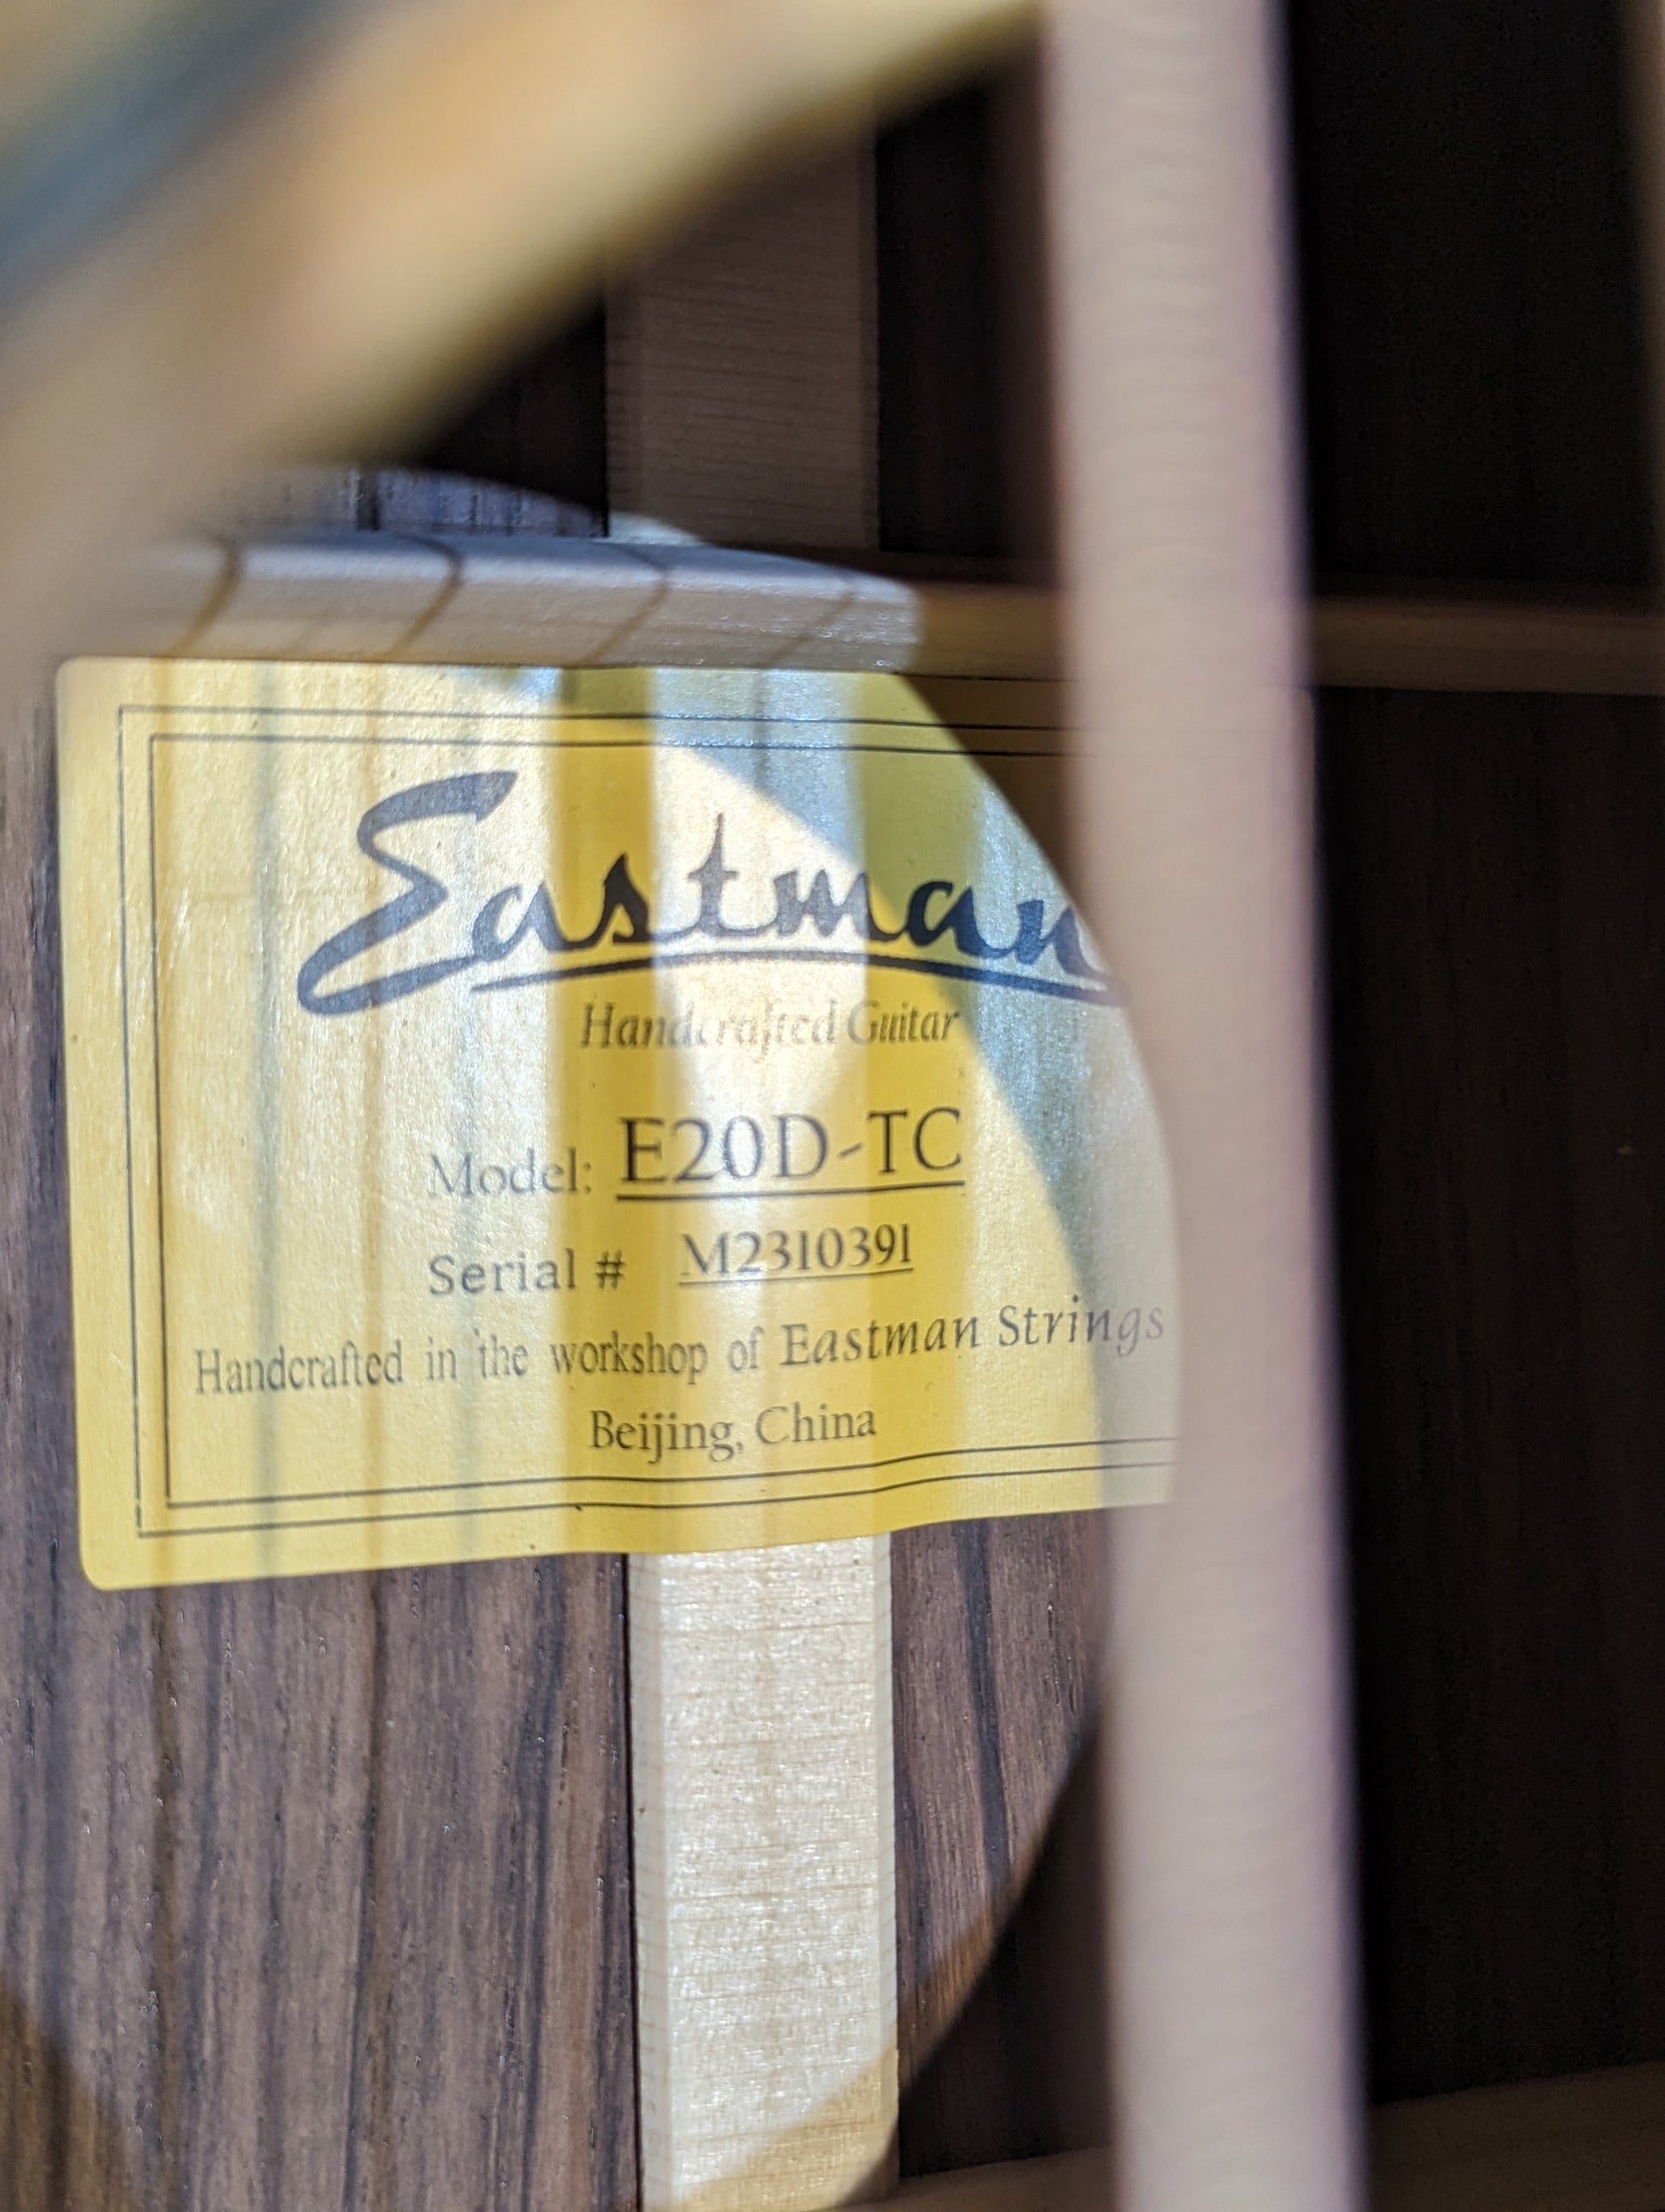 Eastman
Handcrafted Guitar
Model: E20D-TC
Serial # M2310391
Handcrafted in the workshop of Eastman Strings
Beijing, China